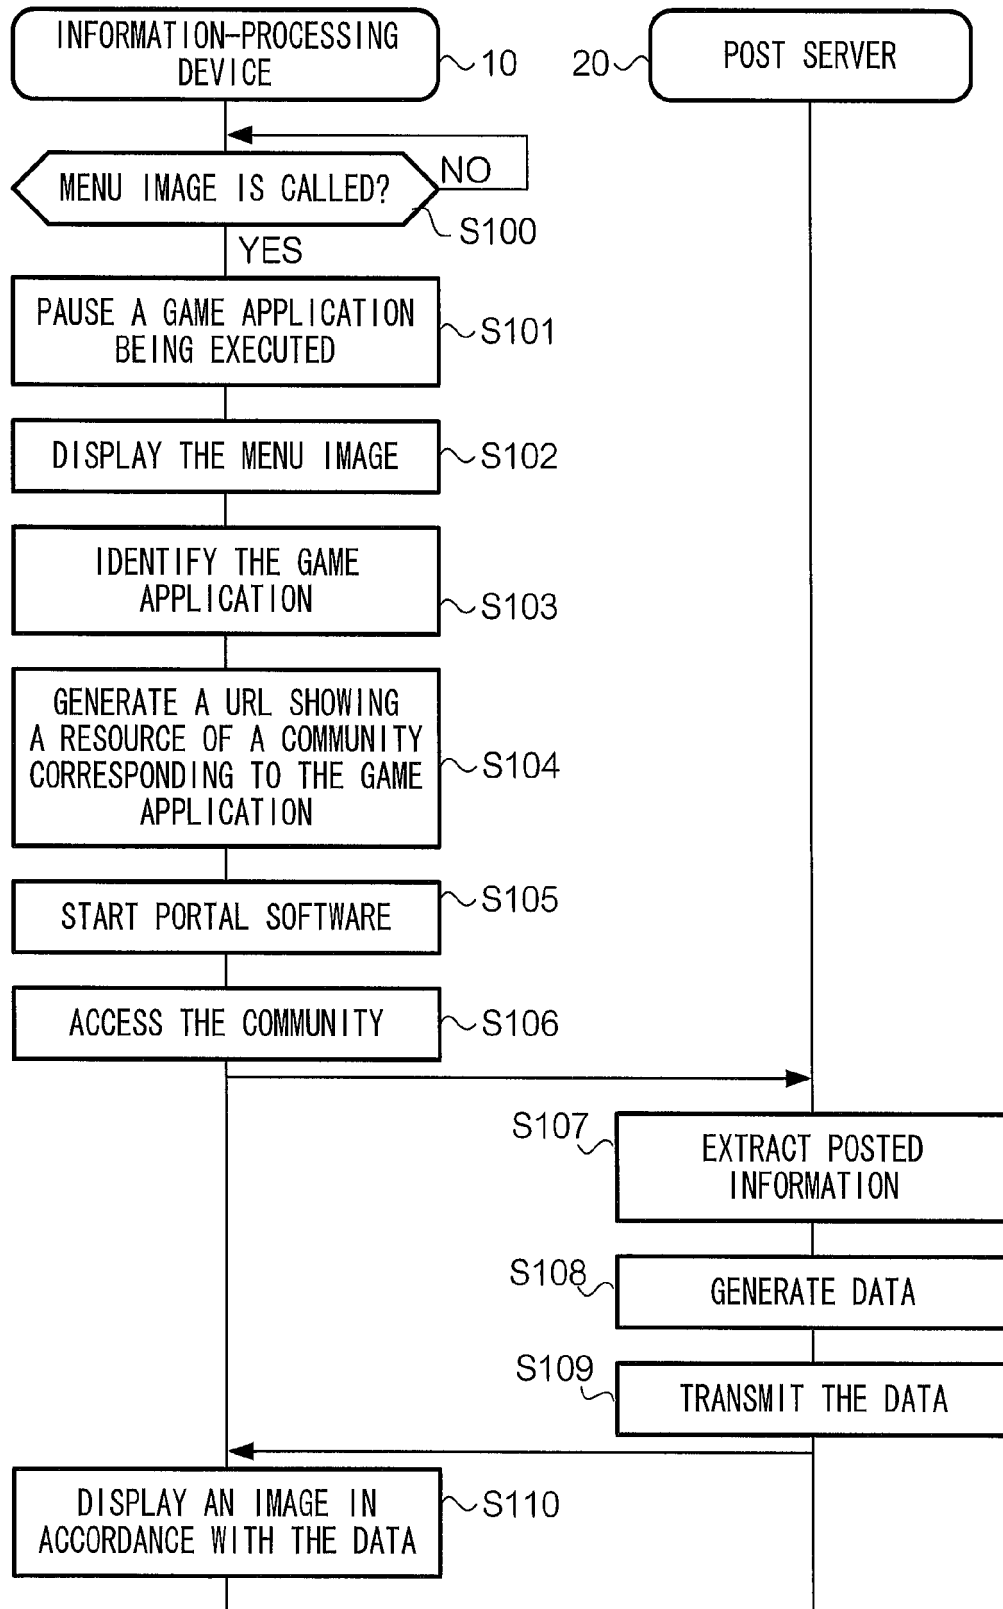 INFORMATION-PROCESSING
DEVICE
10
20
POST SERVER
NO
MENU IMAGE IS CALLED?
S100
YES
PAUSE A GAME APPLICATION
BEING EXECUTED
S101
DISPLAY THE MENU IMAGE
S102
IDENTIFY THE GAME
APPLICATION
S103
GENERATE A URL SHOWING
A RESOURCE OF A COMMUNITY
CORRESPONDING TO THE GAME
APPLICATION
S104
START PORTAL SOFTWARE
S105
ACCESS THE COMMUNITY
S106
S107
EXTRACT POSTED
INFORMATION
S108
GENERATE DATA
S109
TRANSMIT THE DATA
DISPLAY AN IMAGE IN
ACCORDANCE WITH THE DATA
S110